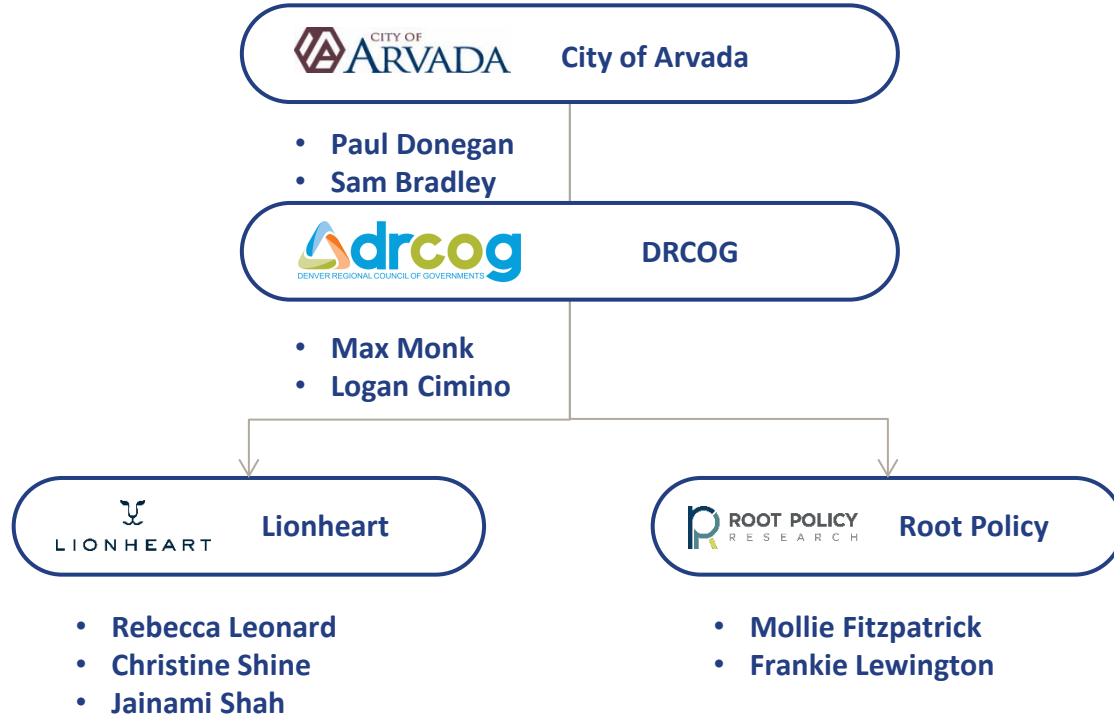 CITY OF
ARVADA
City of Arvada
• Paul Donegan
• Sam Bradley
drcog
DENVER REGIONAL COUNCIL OF GOVERNMENTS
DRCOG
• Max Monk
• Logan Cimino
LIONHEART
Lionheart
ROOT POLICY
RESEARCH
Root Policy
• Rebecca Leonard
• Christine Shine
• Jainami Shah
• Mollie Fitzpatrick
• Frankie Lewington